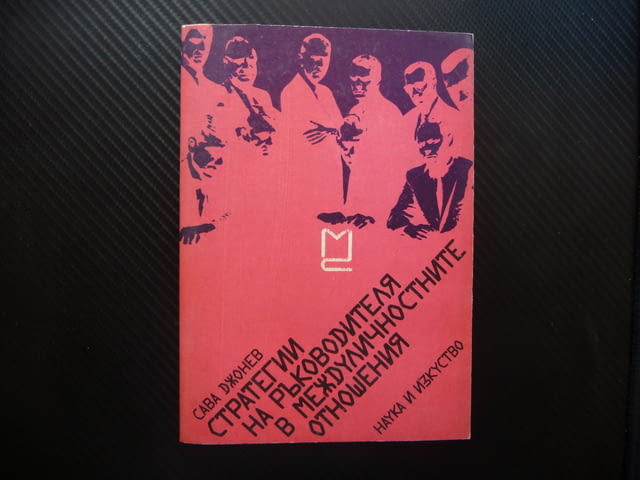 САВА ДЖОНЕВ
СТРАТЕГИИ
НА РЪКОВОДИТЕЛЯ
В МЕЖДУЛИЧНОСТНИТЕ
ОТНОШЕНИЯ
НАУКА И ИЗКУСТВО